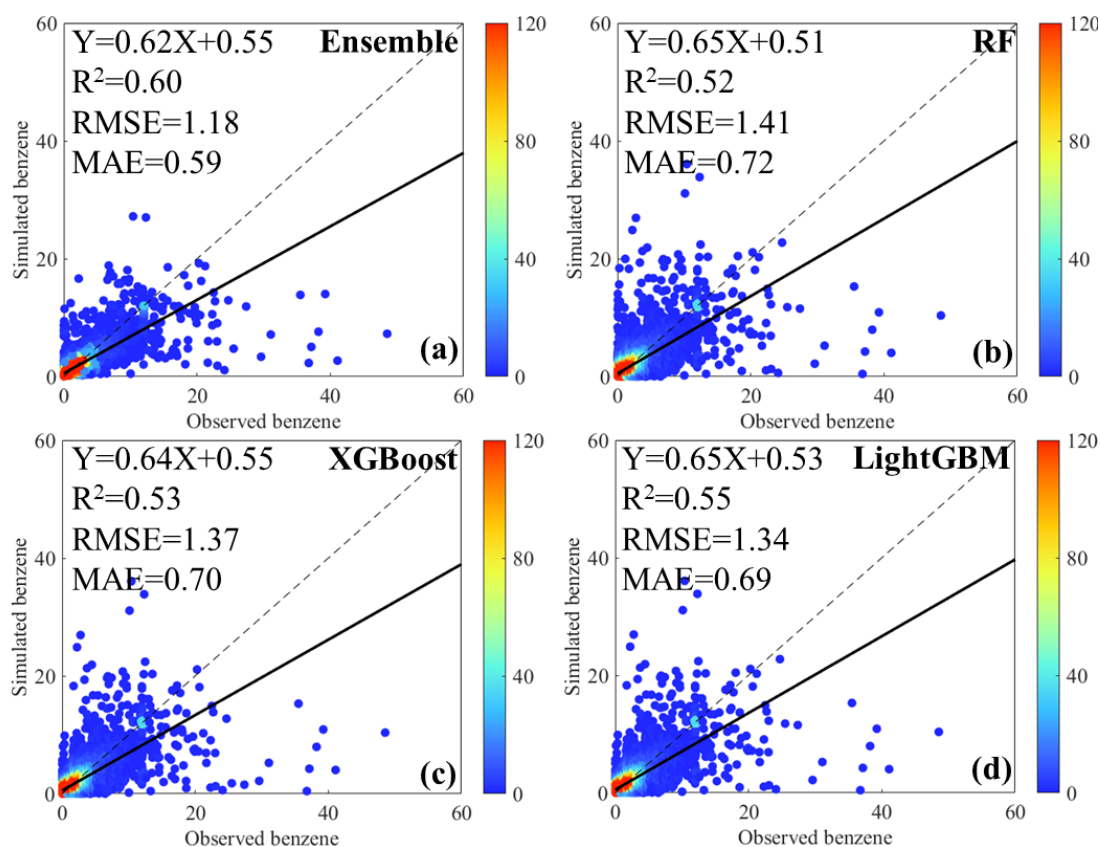 Y=0.62X+0.55
Ensemble
R²=0.60
RMSE=1.18
MAE=0.59
(a)
60
40
20
0
0
20
40
60
Simulated benzene
Observed benzene
120
80
40
0
Y=0.65X+0.51
RF
R²=0.52
RMSE=1.41
MAE=0.72
(b)
60
40
20
0
0
20
40
60
Simulated benzene
Observed benzene
120
80
40
0
Y=0.64X+0.55
XGBoost
R²=0.53
RMSE=1.37
MAE=0.70
(c)
60
40
20
0
0
20
40
60
Simulated benzene
Observed benzene
120
80
40
0
Y=0.65X+0.53
LightGBM
R²=0.55
RMSE=1.34
MAE=0.69
(d)
60
40
20
0
0
20
40
60
Simulated benzene
Observed benzene
120
80
40
0